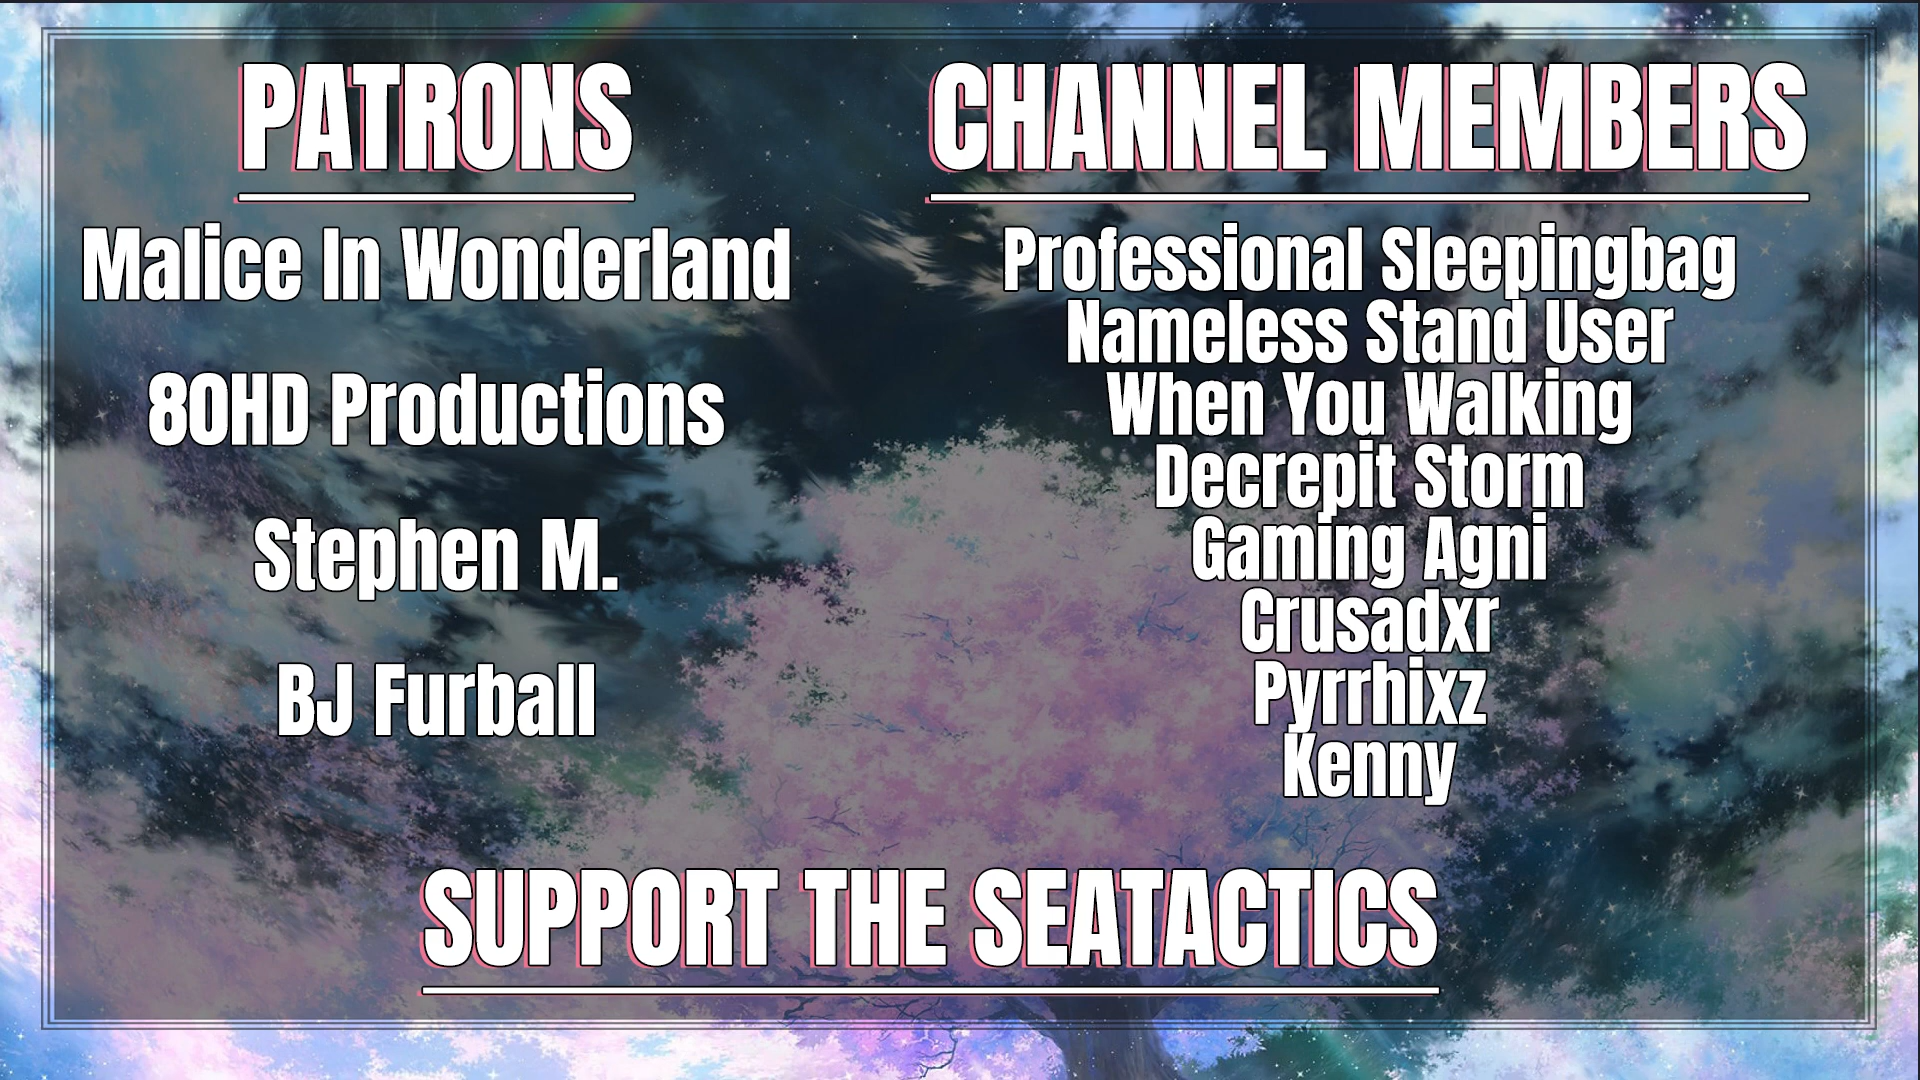 PATRONS
Malice In Wonderland
80HD Productions
Stephen M.
BJ Furball
CHANNEL MEMBERS
Professional Sleepingbag
Nameless Stand User
When You Walking
Decrepit Storm
Gaming Agni
Crusadxr
Pyrrhixz
Kenny
SUPPORT THE SEATACTICS